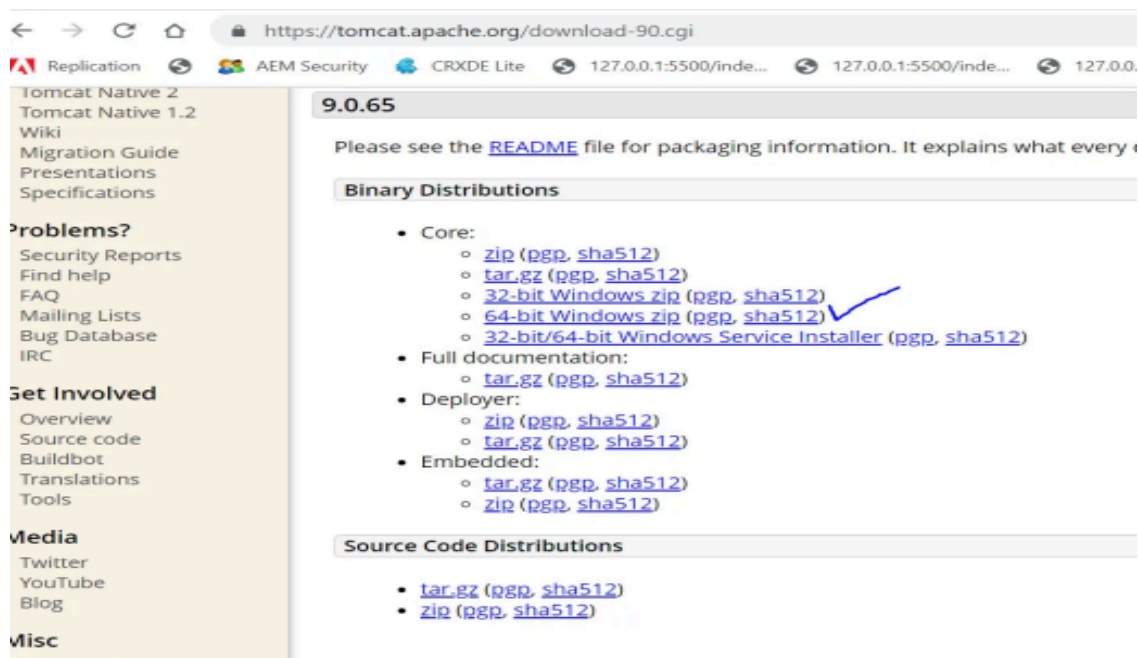 https://tomcat.apache.org/download-90.cgi
Replication AEM Security CRXDE Lite 127.0.0.1:5500/inde... 127.0.0.1:5500/inde... 127.0.0.
Tomcat Native 2
Tomcat Native 1.2
Wiki
Migration Guide
Presentations
Specifications
Problems?
Security Reports
Find help
FAQ
Mailing Lists
Bug Database
IRC
Get Involved
Overview
Source code
Buildbot
Translations
Tools
Media
Twitter
YouTube
Blog
Misc
9.0.65
Please see the README file for packaging information. It explains what every
Binary Distributions
• Core:
◦ zip (pgp, sha512)
◦ tar.gz (pgp, sha512)
◦ 32-bit Windows zip (pgp, sha512)
◦ 64-bit Windows zip (pgp, sha512)
◦ 32-bit/64-bit Windows Service Installer (pgp, sha512)
• Full documentation:
◦ tar.gz (pgp, sha512)
• Deployer:
◦ zip (pgp, sha512)
◦ tar.gz (pgp, sha512)
• Embedded:
◦ tar.gz (pgp, sha512)
◦ zip (pgp, sha512)
Source Code Distributions
• tar.gz (pgp, sha512)
• zip (pgp, sha512)